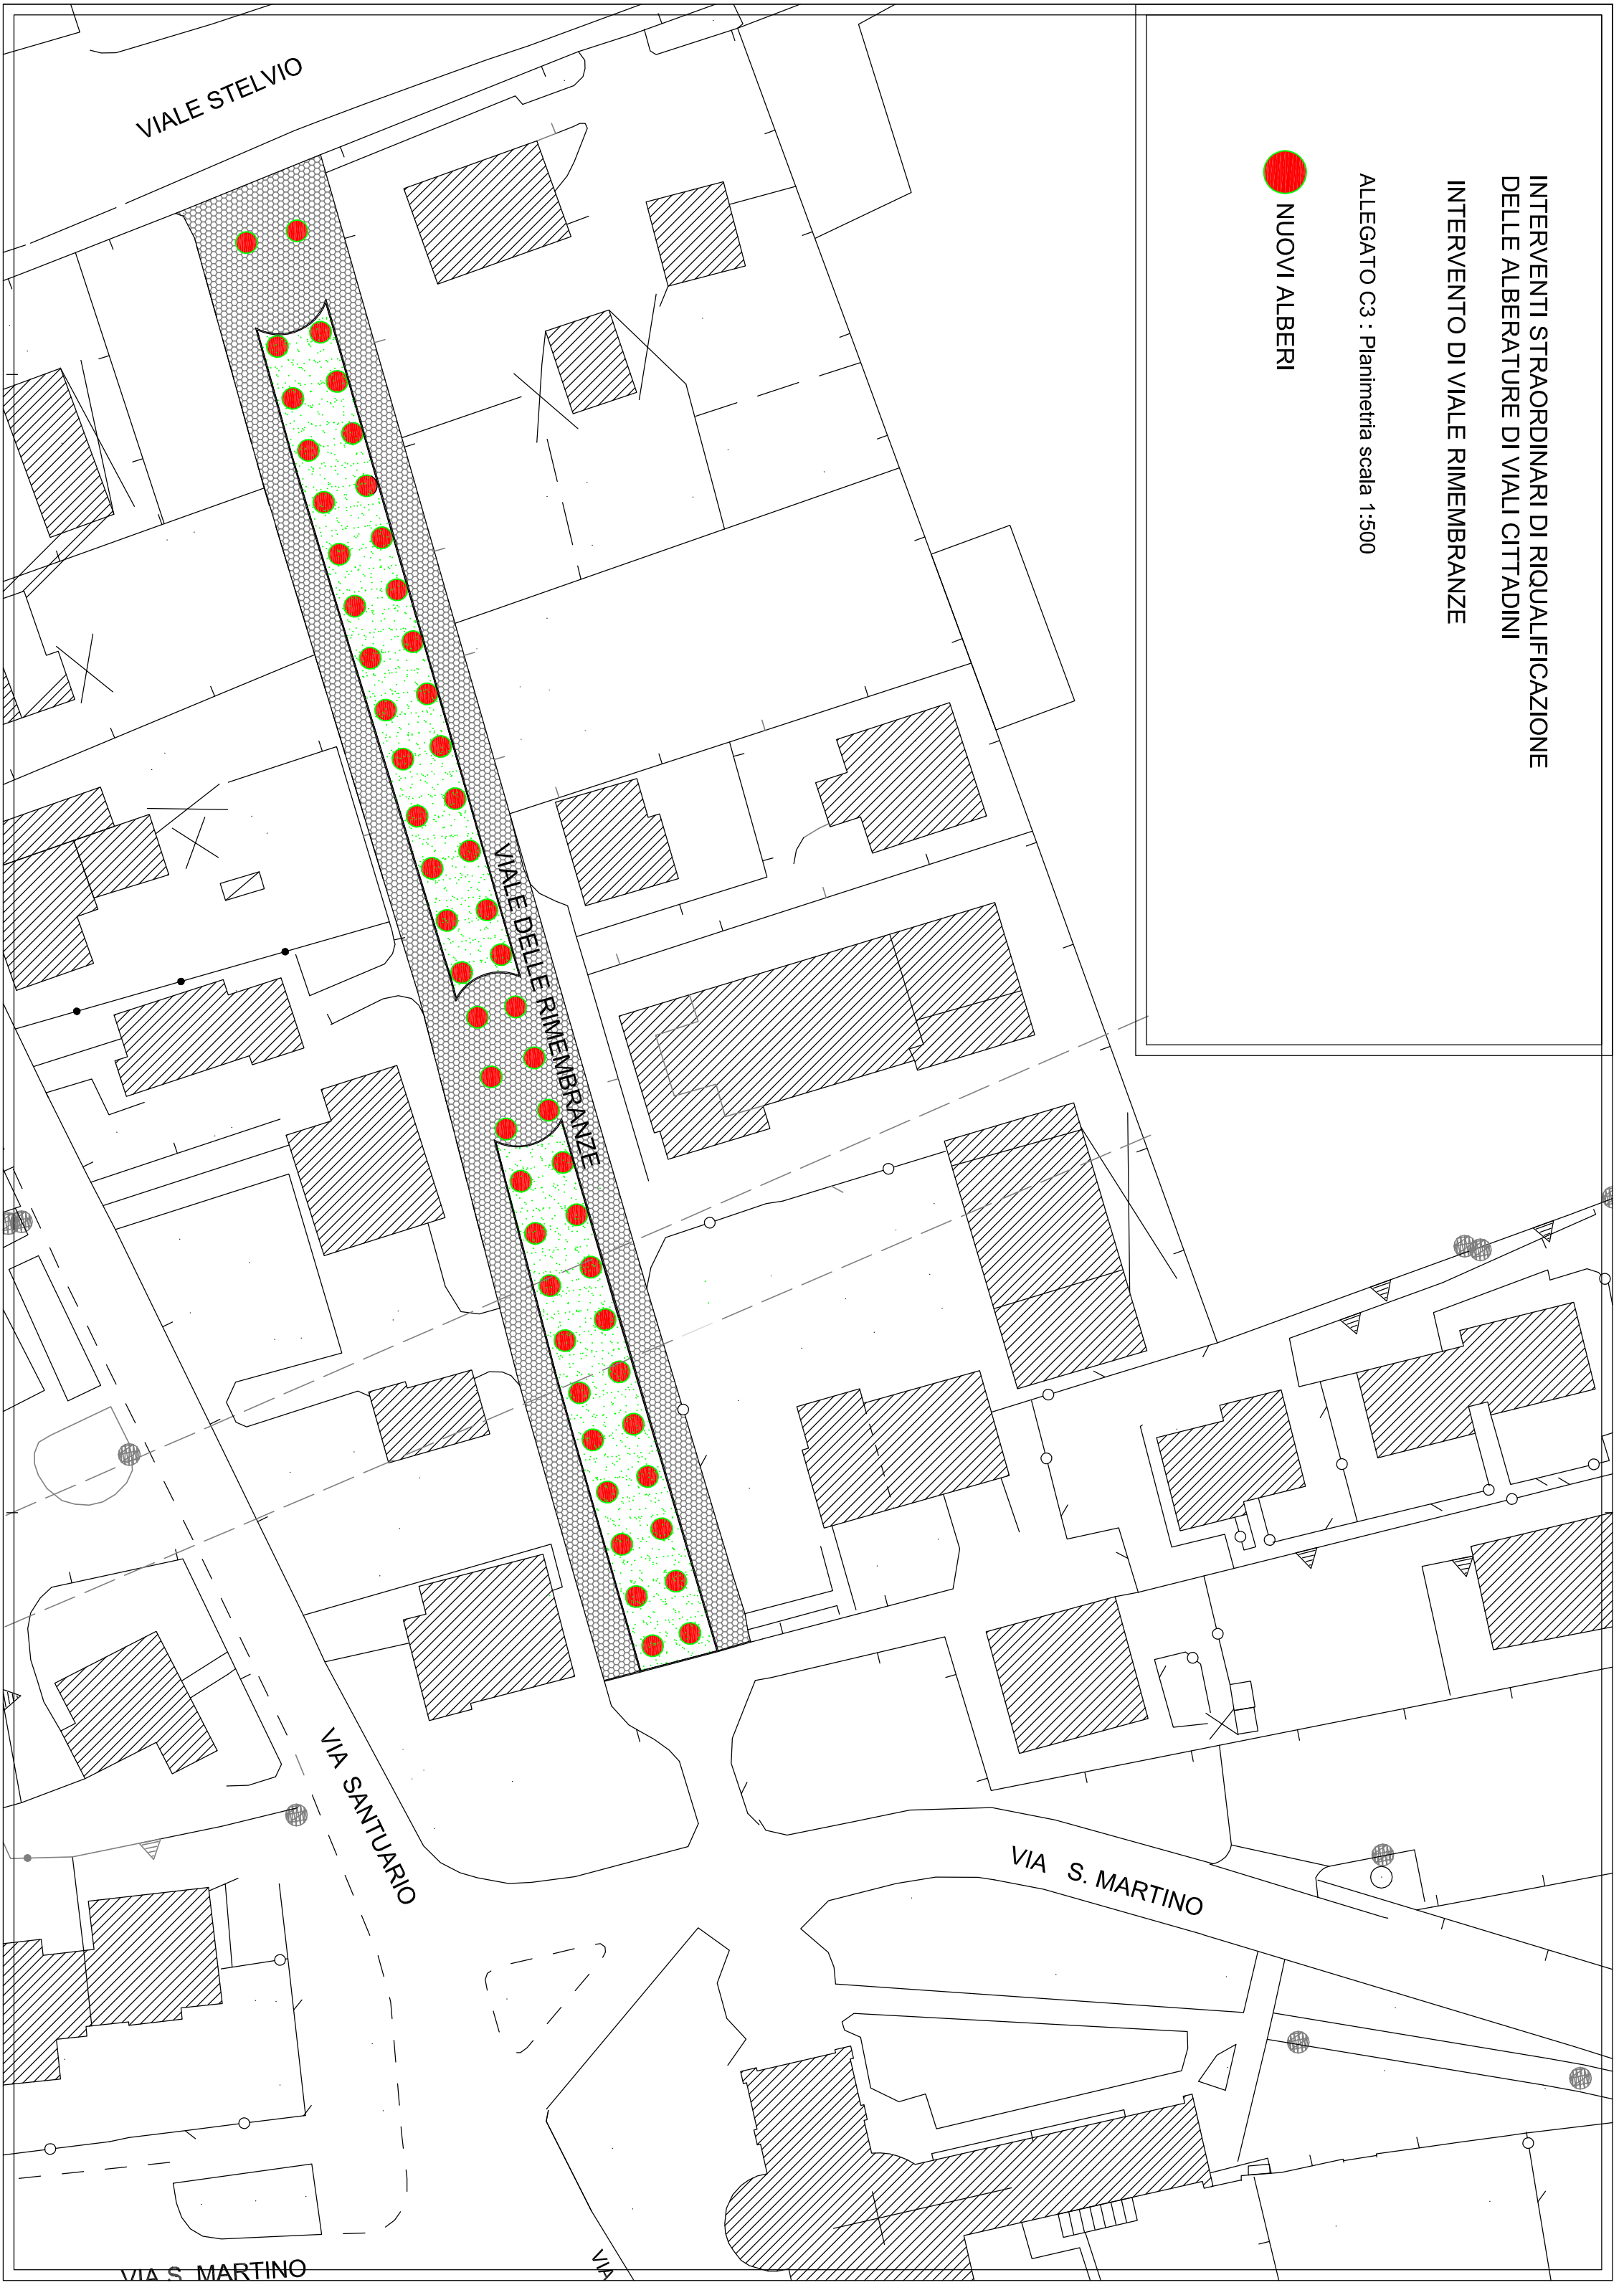 INTERVENTI STRAORDINARI DI RIQUALIFICAZIONE
DELLE ALBERATURE DI VIALI CITTADINI
INTERVENTO DI VIALE RIMEMBRANZE
ALLEGATO C3 : Planimetria scala 1:500
NUOVI ALBERI
VIALE STELVIO
VIALE DELLE RIMEMBRANZE
VIA SANTUARIO
VIA S. MARTINO
VIA S. MARTINO
VIA